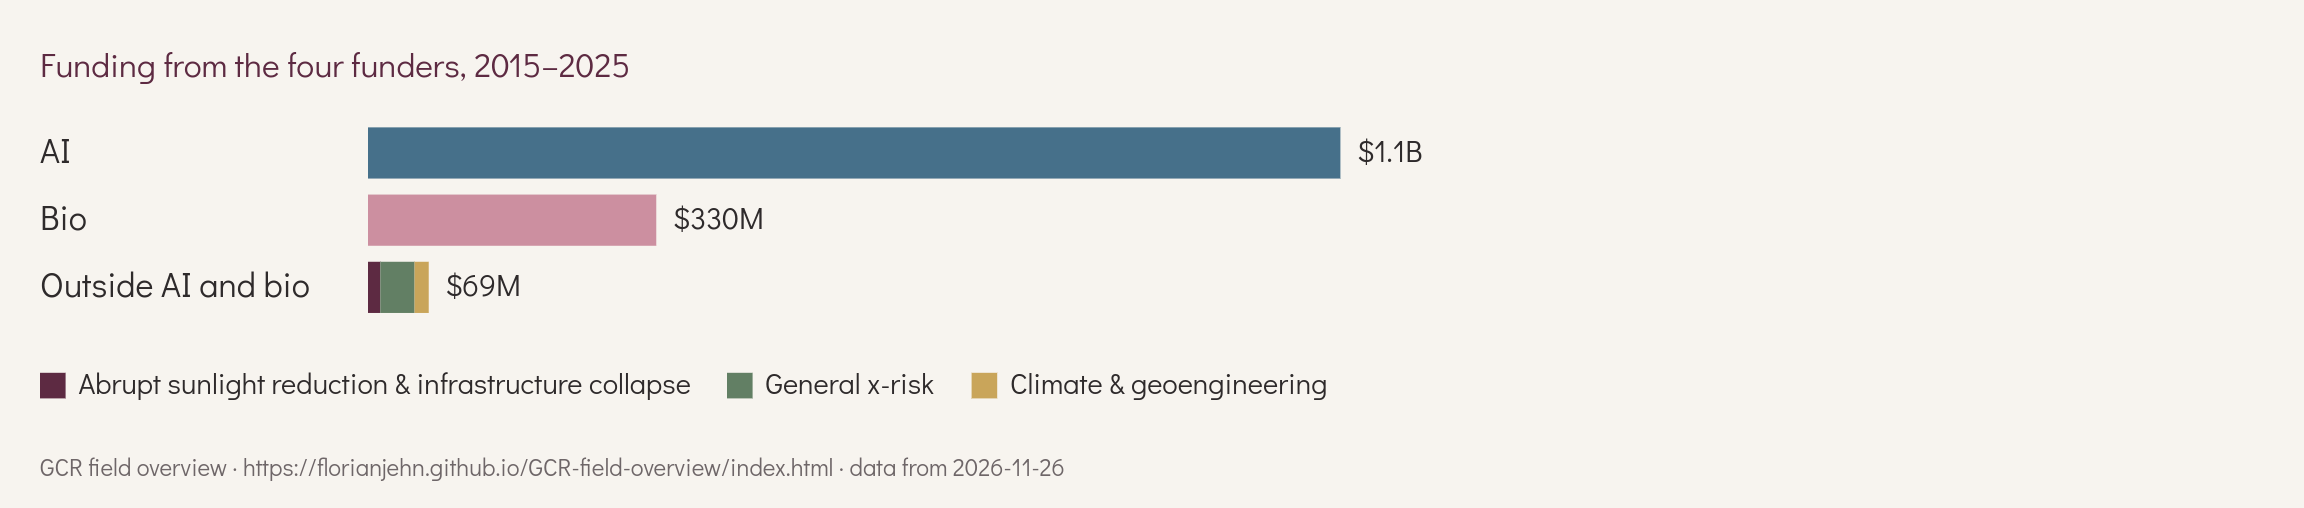 Funding from the four funders, 2015–2025
AI $1.1B
Bio $330M
Outside AI and bio $69M
Abrupt sunlight reduction & infrastructure collapse General x-risk Climate & geoengineering
GCR field overview · https://florianjehn.github.io/GCR-field-overview/index.html · data from 2026-11-26